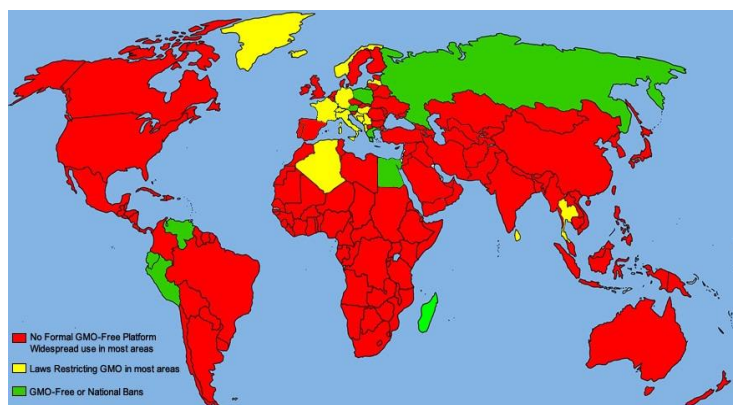 No Formal GMO-Free Platform
Widespread use in most areas
Laws Restricting GMO in most areas
GMO-Free or National Bans